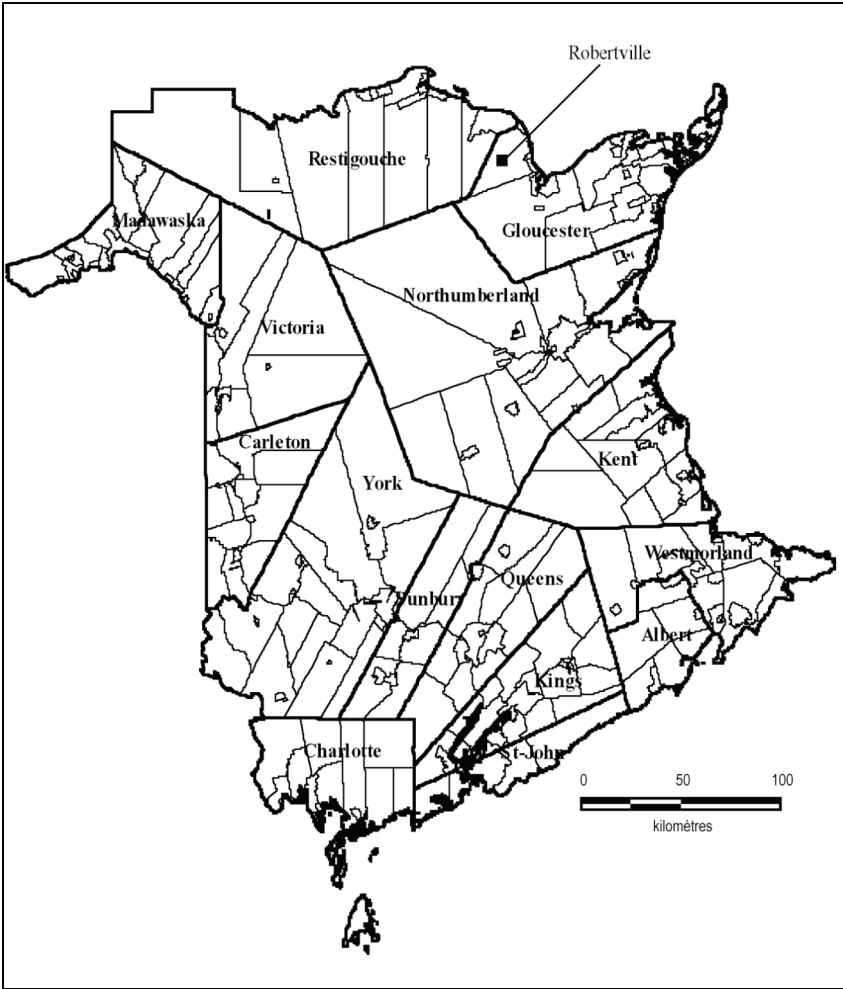 Robertville
Restigouche
Madawaska
Gloucester
Northumberland
Victoria
Carleton
Kent
York
Westmorland
Queens
Sunbury
Albert
Kings
Charlotte
St-John
0 50 100
kilomètres